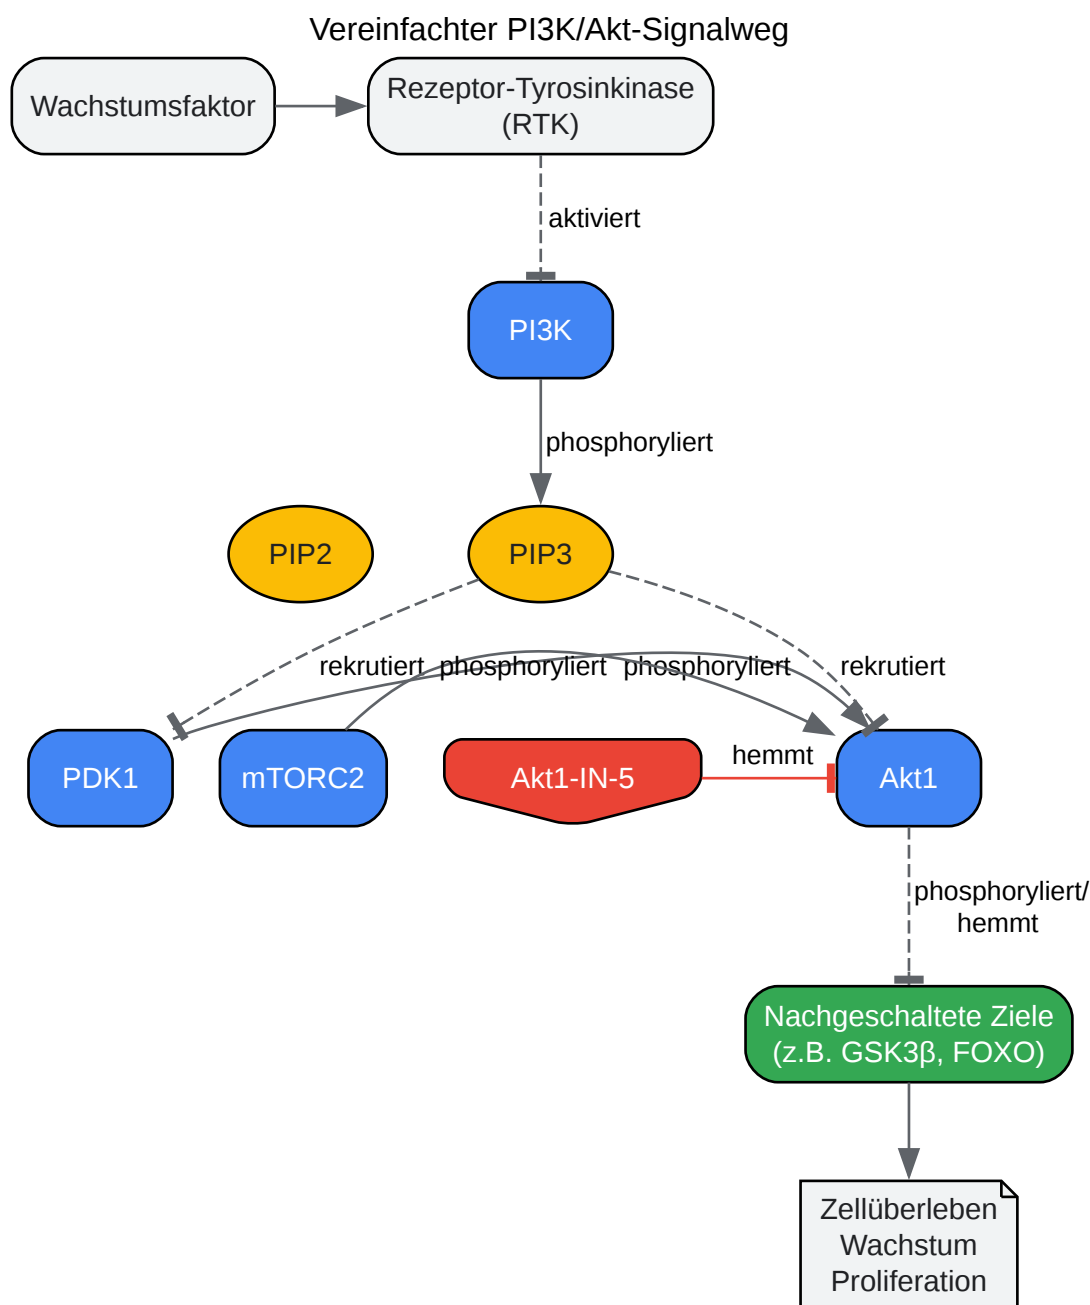 Vereinfachter PI3K/Akt-Signalweg
Wachstumsfaktor
Rezeptor-Tyrosinkinase
(RTK)
aktiviert
PI3K
phosphoryliert
PIP2
PIP3
rekrutiert
phosphoryliert
phosphoryliert
rekrutiert
PDK1
mTORC2
Akt1-IN-5
hemmt
Akt1
phosphoryliert/
hemmt
Nachgeschaltete Ziele
(z.B. GSK3β, FOXO)
Zellüberleben
Wachstum
Proliferation